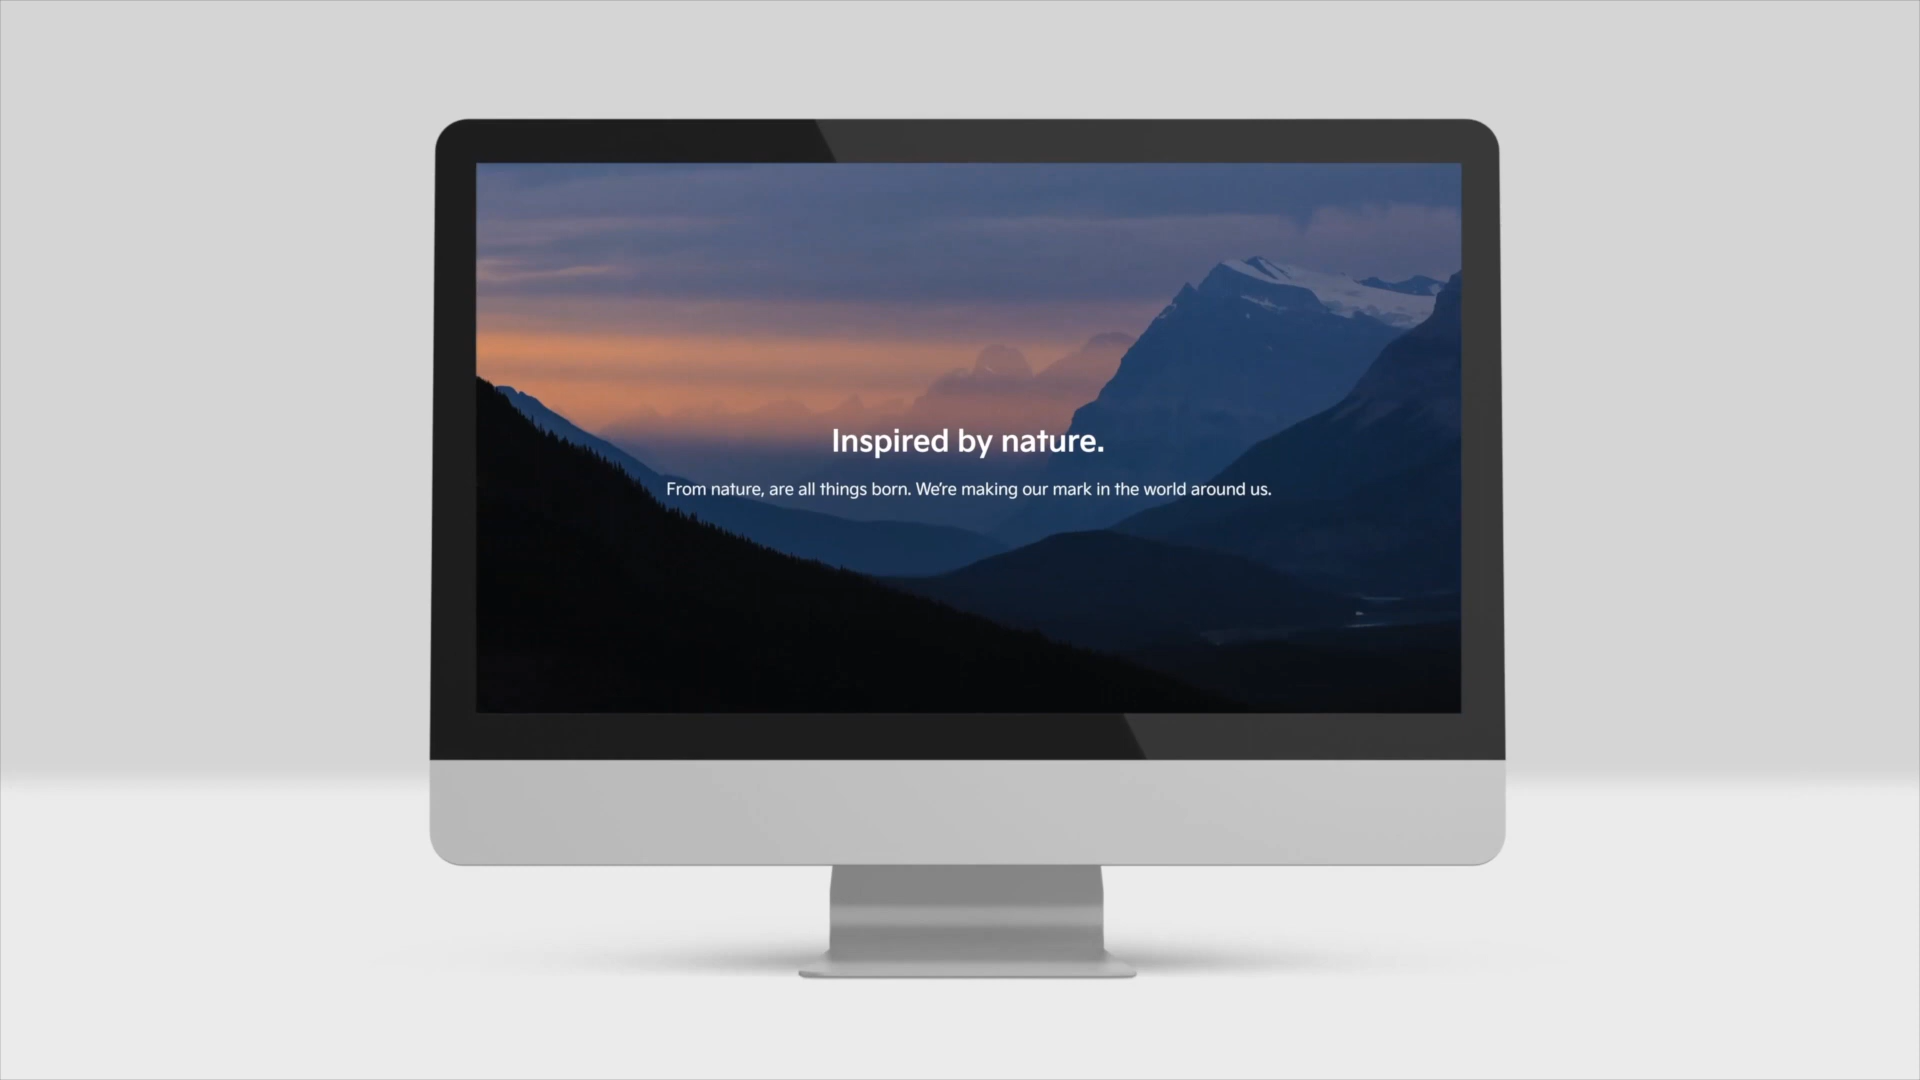 Inspired by nature.
From nature, are all things born. We're making our mark in the world around us.